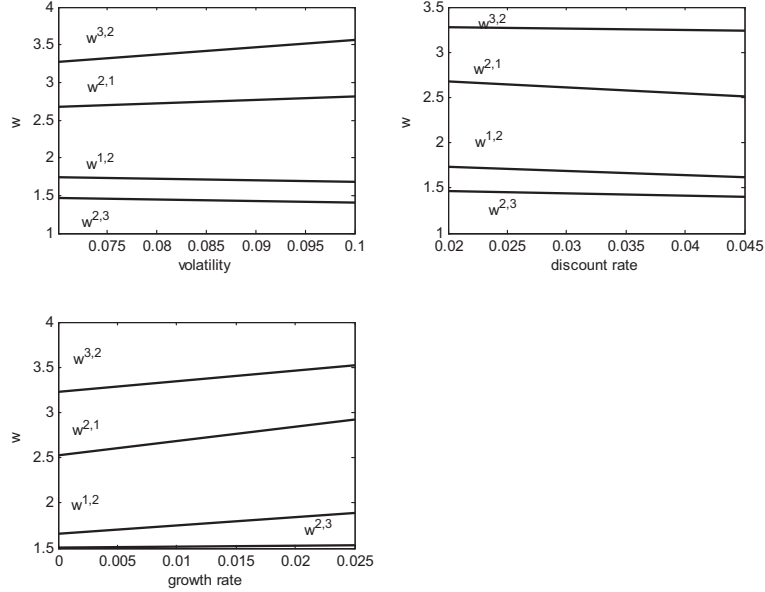 4
3.5
3
2.5
2
1.5
1
w
w^{3,2}
w^{2,1}
w^{1,2}
w^{2,3}
0.075 0.08 0.085 0.09 0.095 0.1
volatility
3.5
3
2.5
2
1.5
1
w
w^{3,2}
w^{2,1}
w^{1,2}
w^{2,3}
0.02 0.025 0.03 0.035 0.04 0.045
discount rate
4
3.5
3
2.5
2
1.5
w
w^{3,2}
w^{2,1}
w^{1,2}
w^{2,3}
0 0.005 0.01 0.015 0.02 0.025
growth rate